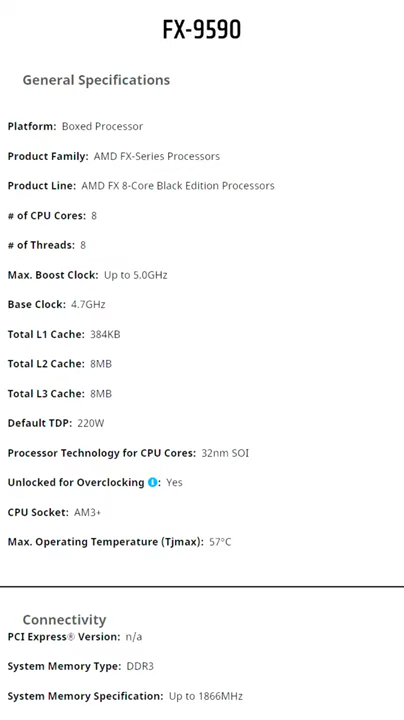 FX-9590
General Specifications
Platform: Boxed Processor
Product Family: AMD FX-Series Processors
Product Line: AMD FX 8-Core Black Edition Processors
# of CPU Cores: 8
# of Threads: 8
Max. Boost Clock: Up to 5.0GHz
Base Clock: 4.7GHz
Total L1 Cache: 384KB
Total L2 Cache: 8MB
Total L3 Cache: 8MB
Default TDP: 220W
Processor Technology for CPU Cores: 32nm SOI
Unlocked for Overclocking i: Yes
CPU Socket: AM3+
Max. Operating Temperature (Tjmax): 57°C
Connectivity
PCI Express® Version: n/a
System Memory Type: DDR3
System Memory Specification: Up to 1866MHz